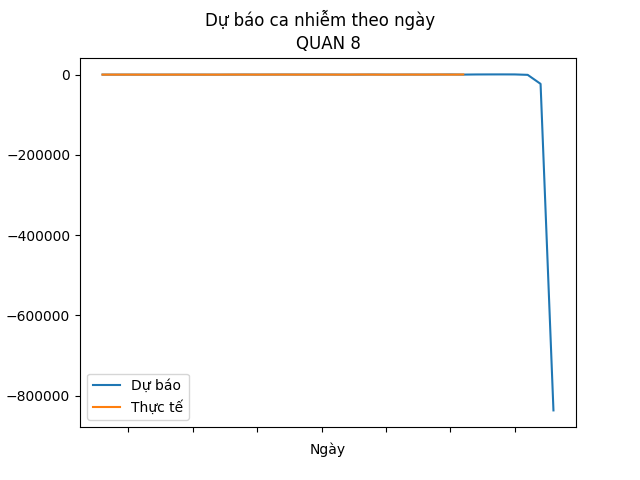 Dự báo ca nhiễm theo ngày
QUAN 8
0
−200000
−400000
−600000
−800000
Dự báo
Thực tế
Ngày